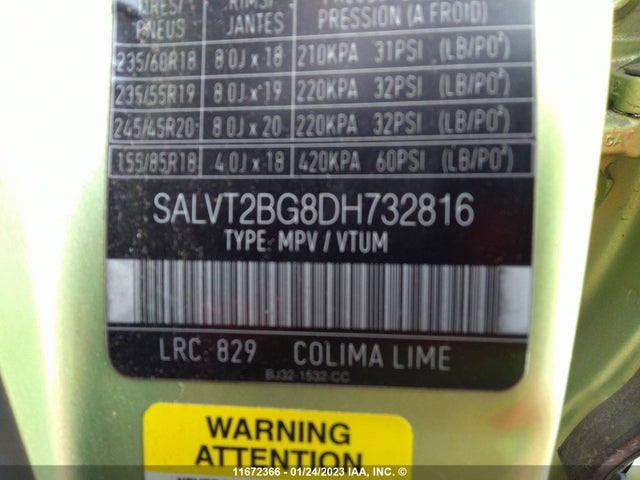 PNEUS JANTES PRESSION (A FROID)
235/60R18 8.0J x 18 210KPA 31PSI (LB/PO²)
235/55R19 8.0J x 19 220KPA 32PSI (LB/PO²)
245/45R20 8.0J x 20 220KPA 32PSI (LB/PO²)
155/85R18 4.0J x 18 420KPA 60PSI (LB/PO²)
SALVT2BG8DH732816
TYPE: MPV / VTUM
LRC: 829 COLIMA LIME
BJ32-1532-CC
WARNING
ATTENTION
11672366 - 01/24/2023 IAA, INC. ©